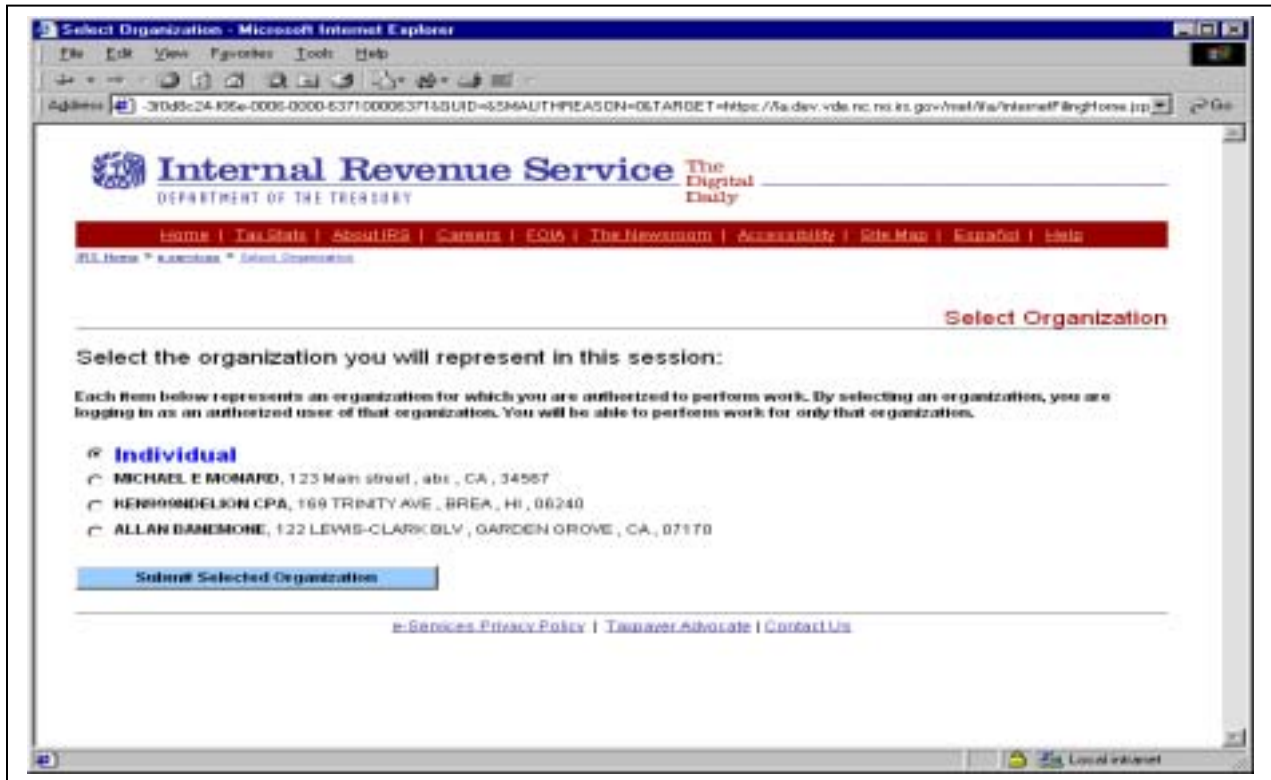 Select Organization - Microsoft Internet Explorer
File Edit View Favorites Tools Help
Address Go
Internal Revenue Service
DEPARTMENT OF THE TREASURY
The
Digital
Daily
Home | Tax Stats | About IRS | Careers | FOIA | The Newsroom | Accessibility | Site Map | Español | Help
IRS Home e-services Select Organization
Select Organization
Select the organization you will represent in this session:
Each item below represents an organization for which you are authorized to perform work. By selecting an organization, you are
logging in as an authorized user of that organization. You will be able to perform work for only that organization.
Individual
MICHAEL E MONARD, 123 Main street , abc , CA , 34567
CPA, 169 TRINITY AVE , BREA , HI , 06240
ALLAN 122 LEWIS-CLARK BLV , GARDEN GROVE , CA , 07170
Submit Selected Organization
e-Services Privacy Policy | Taxpayer Advocate | Contact Us
Local intranet